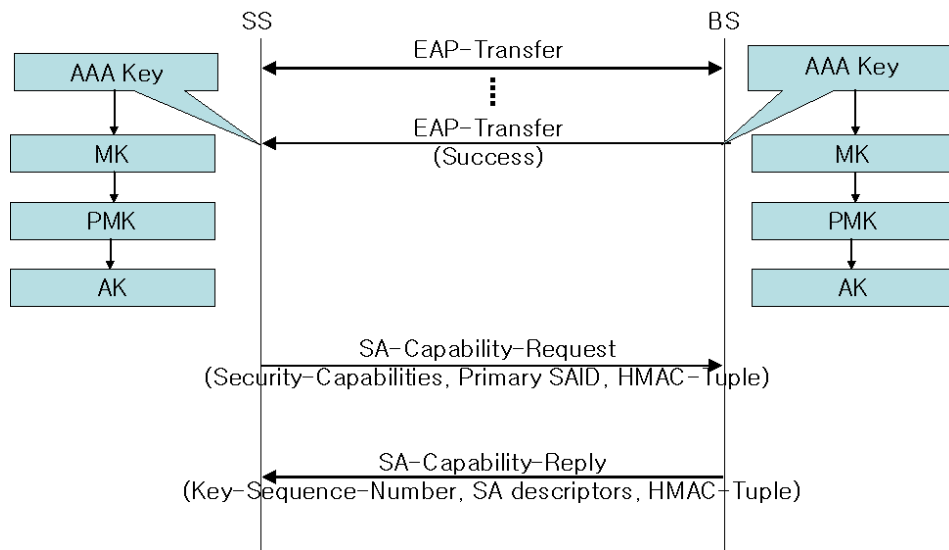 SS
BS
EAP-Transfer
AAA Key
AAA Key
EAP-Transfer
(Success)
MK
MK
PMK
PMK
AK
AK
SA-Capability-Request
(Security-Capabilities, Primary SAID, HMAC-Tuple)
SA-Capability-Reply
(Key-Sequence-Number, SA descriptors, HMAC-Tuple)